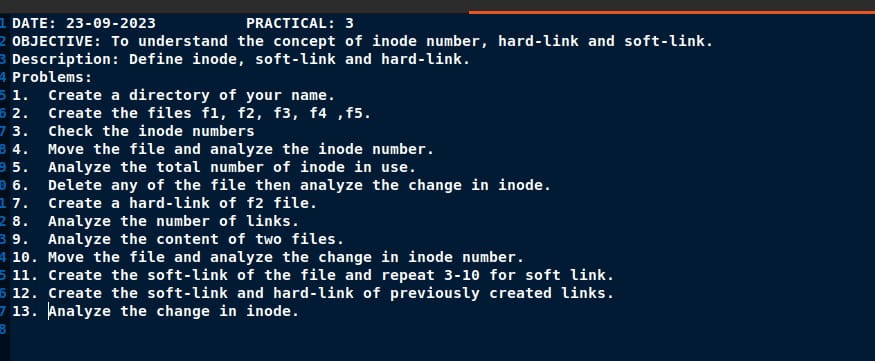 1 DATE: 23-09-2023 PRACTICAL: 3
2 OBJECTIVE: To understand the concept of inode number, hard-link and soft-link.
3 Description: Define inode, soft-link and hard-link.
4 Problems:
5 1. Create a directory of your name.
6 2. Create the files f1, f2, f3, f4 ,f5.
7 3. Check the inode numbers
8 4. Move the file and analyze the inode number.
9 5. Analyze the total number of inode in use.
0 6. Delete any of the file then analyze the change in inode.
1 7. Create a hard-link of f2 file.
2 8. Analyze the number of links.
3 9. Analyze the content of two files.
4 10. Move the file and analyze the change in inode number.
5 11. Create the soft-link of the file and repeat 3-10 for soft link.
6 12. Create the soft-link and hard-link of previously created links.
7 13. Analyze the change in inode.
8